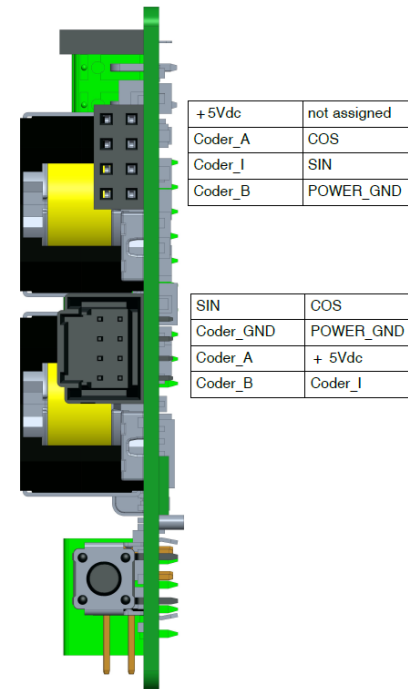 +5Vdc not assigned
Coder_A COS
Coder_I SIN
Coder_B POWER_GND
SIN COS
Coder_GND POWER_GND
Coder_A + 5Vdc
Coder_B Coder_I